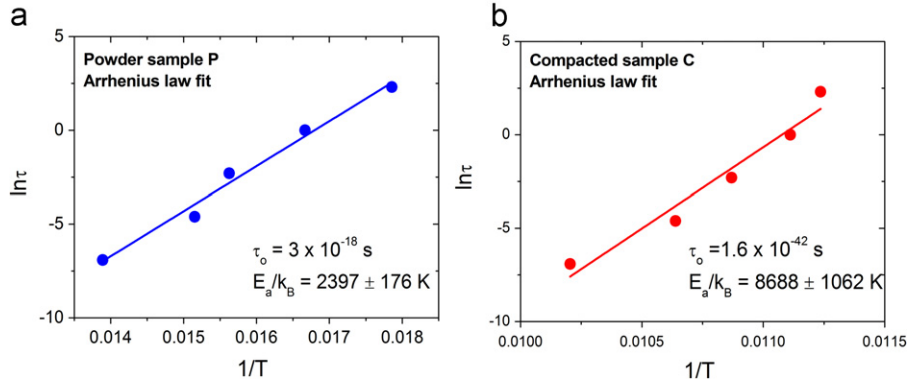 a
Powder sample P
Arrhenius law fit
5
0
-5
-10
lnτ
τo = 3 x 10-18 s
Ea/kB = 2397 ± 176 K
0.014 0.015 0.016 0.017 0.018
1/T
b
Compacted sample C
Arrhenius law fit
5
0
-5
-10
lnτ
τo =1.6 x 10-42 s
Ea/kB = 8688 ± 1062 K
0.0100 0.0105 0.0110 0.0115
1/T